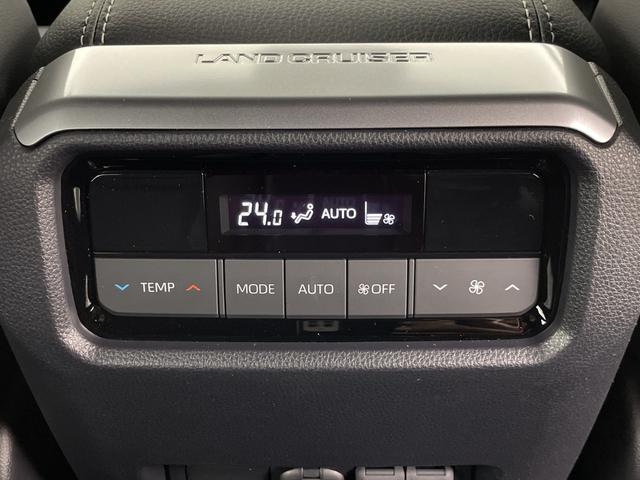 LAND CRUISER
24.0 AUTO
TEMP MODE AUTO OFF